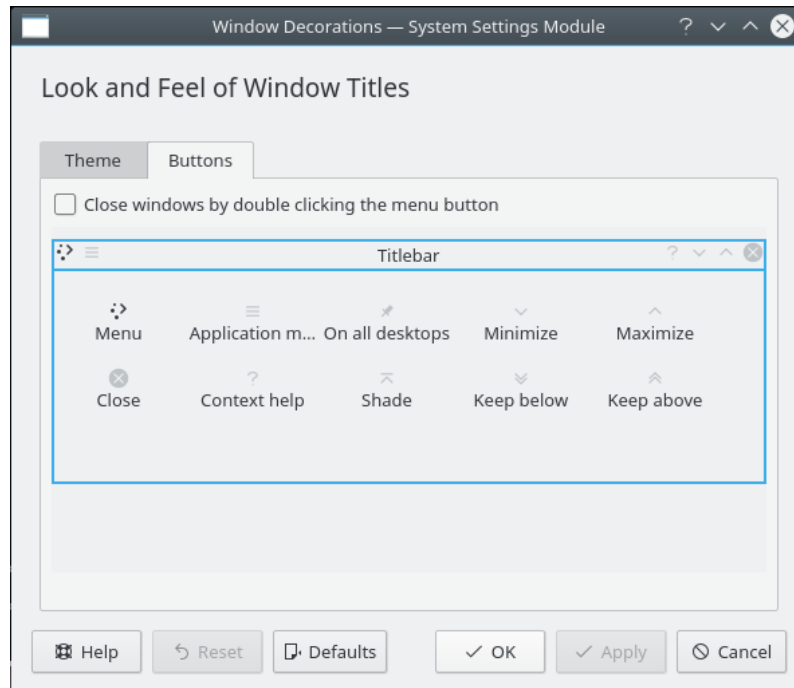 Window Decorations — System Settings Module ?
Look and Feel of Window Titles
Theme Buttons
Close windows by double clicking the menu button
Titlebar ?
Menu Application m... On all desktops Minimize Maximize
?
Close Context help Shade Keep below Keep above
Help Reset Defaults OK Apply Cancel